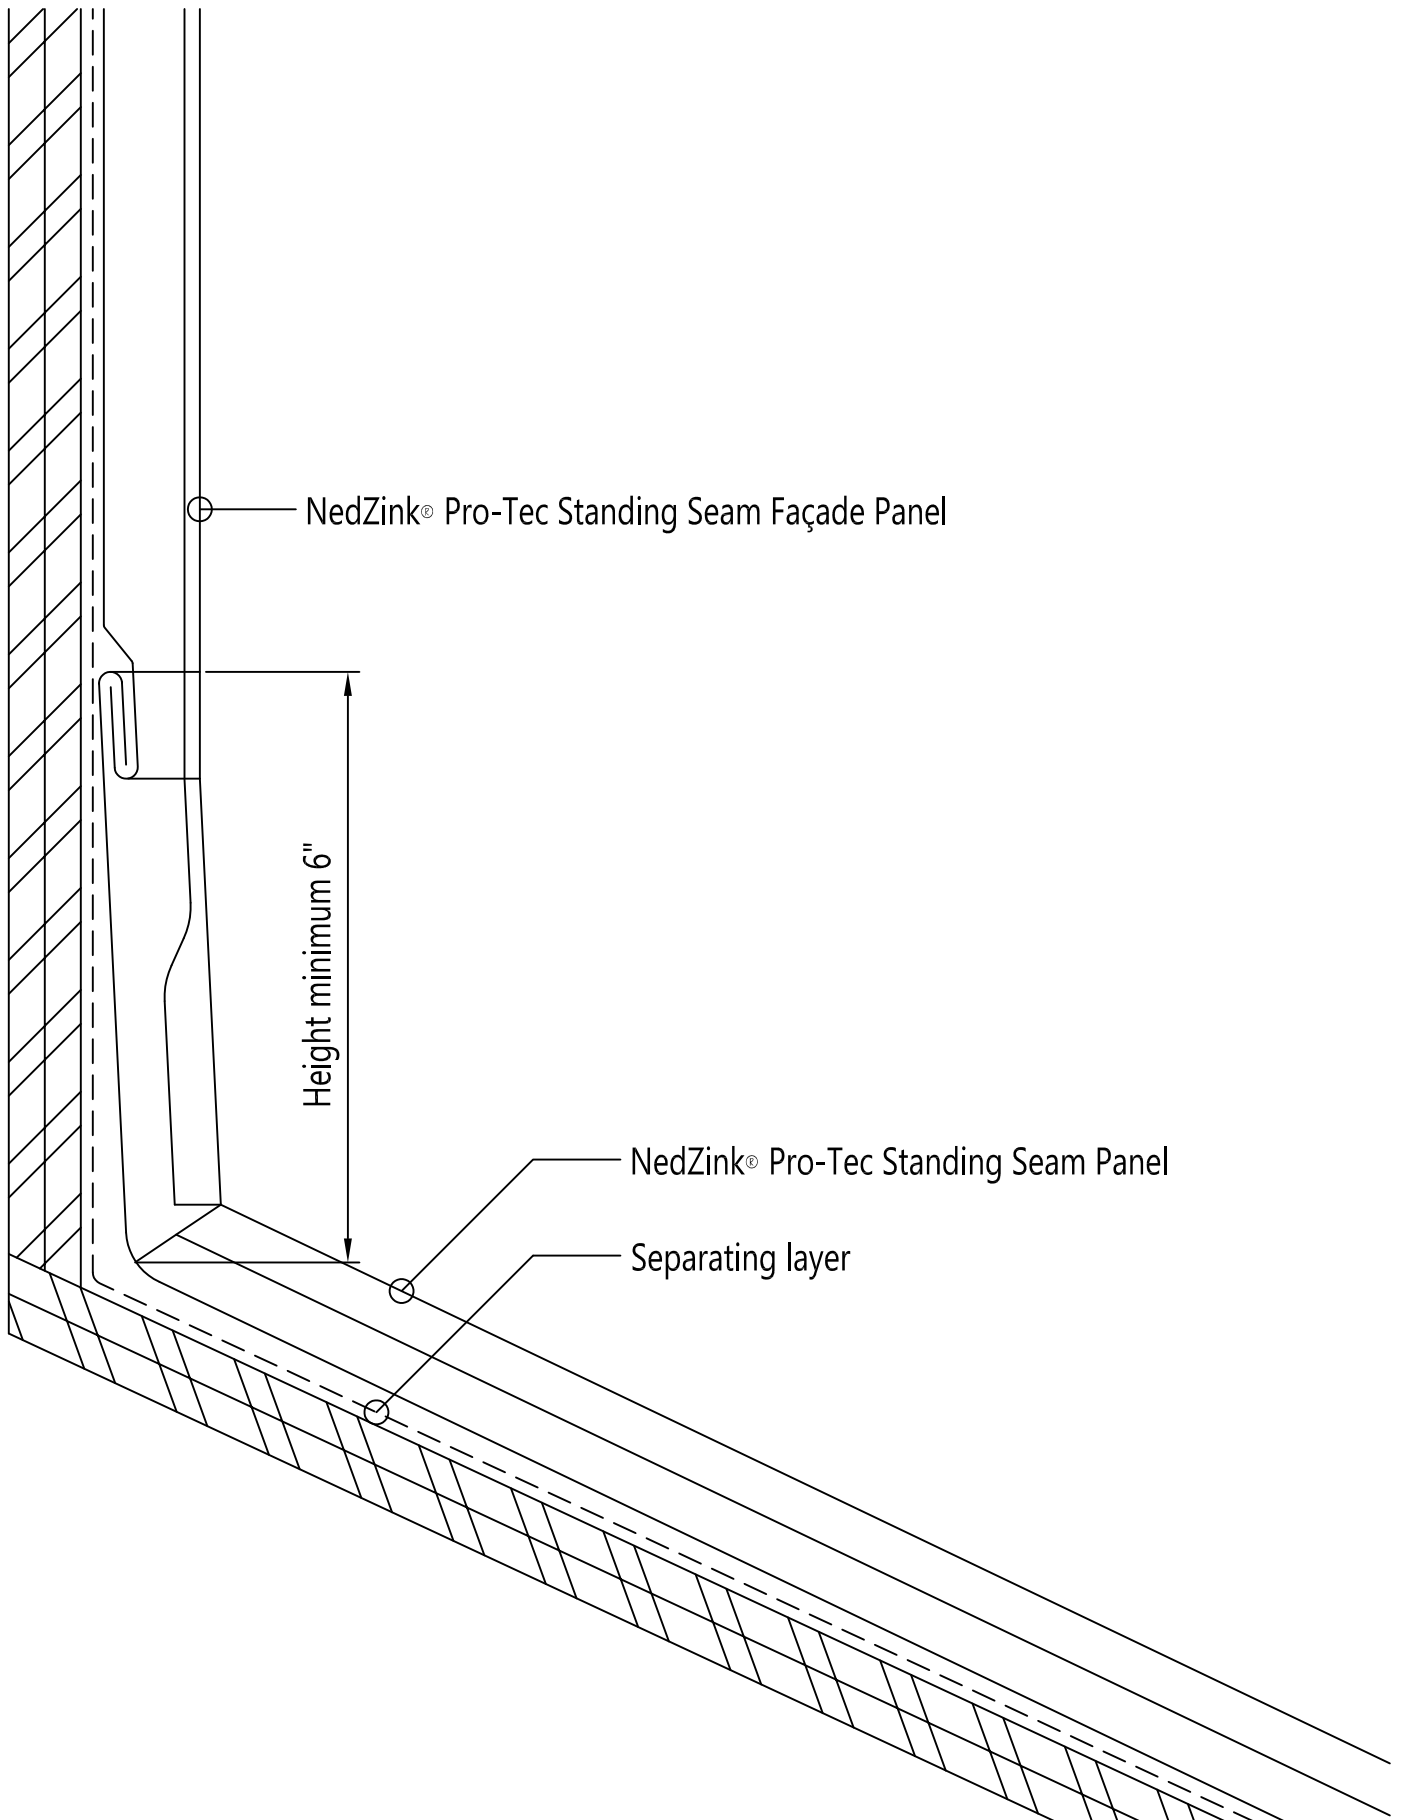 NedZink® Pro-Tec Standing Seam Façade Panel
Height minimum 6"
NedZink® Pro-Tec Standing Seam Panel
Separating layer